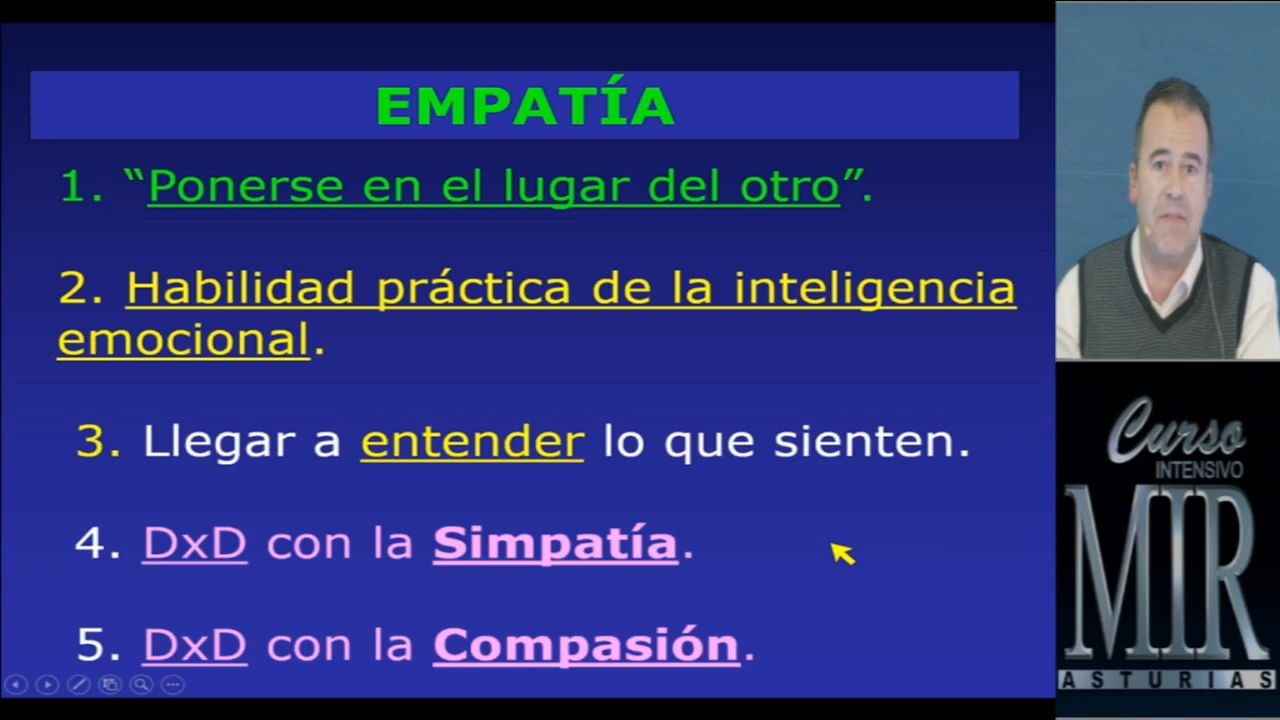 EMPATÍA
1. “Ponerse en el lugar del otro”.
2. Habilidad práctica de la inteligencia
emocional.
3. Llegar a entender lo que sienten.
4. DxD con la Simpatía.
5. DxD con la Compasión.
Curso
INTENSIVO
MIR
ASTURIAS